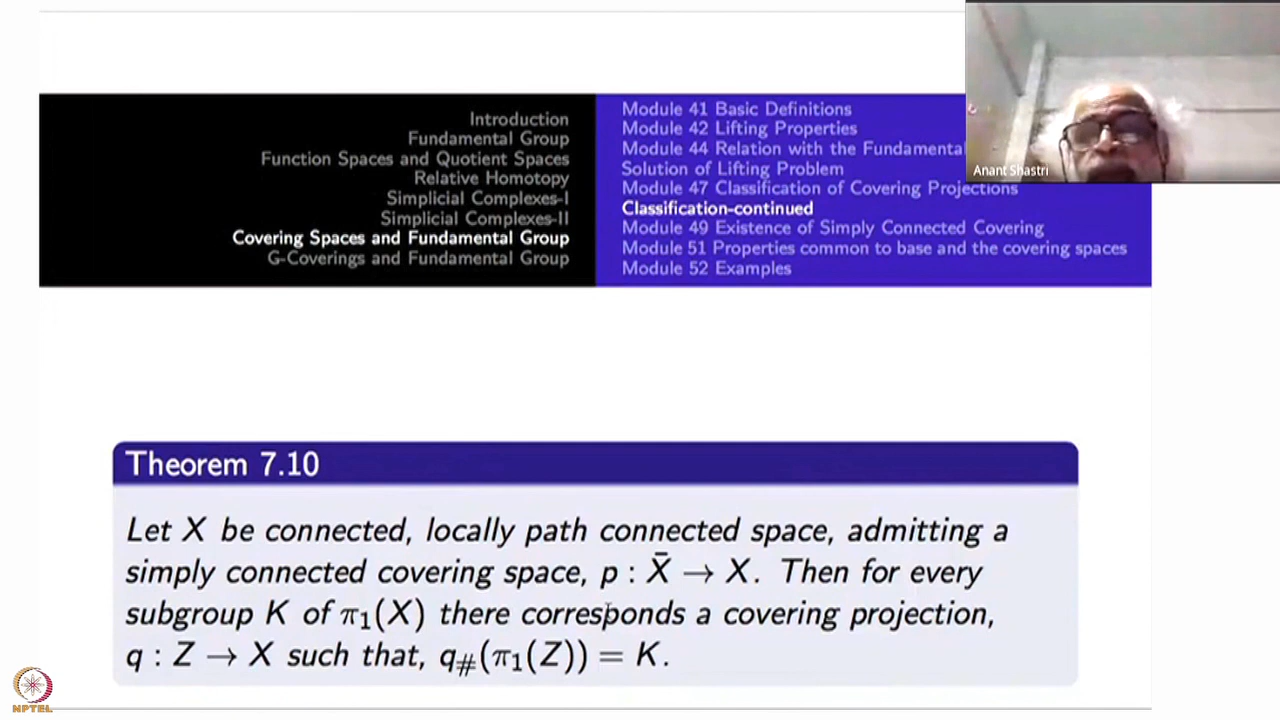 Introduction
Fundamental Group
Function Spaces and Quotient Spaces
Relative Homotopy
Simplicial Complexes-I
Simplicial Complexes-II
Covering Spaces and Fundamental Group
G-Coverings and Fundamental Group
Module 41 Basic Definitions
Module 42 Lifting Properties
Module 44 Relation with the Fundamental
Solution of Lifting Problem
Module 47 Classification of Covering Projections
Classification-continued
Module 49 Existence of Simply Connected Covering
Module 51 Properties common to base and the covering spaces
Module 52 Examples
Anant Shastri
Theorem 7.10
Let X be connected, locally path connected space, admitting a
simply connected covering space, p : X̄ → X. Then for every
subgroup K of π₁(X) there corresponds a covering projection,
q : Z → X such that, q#(π₁(Z)) = K.
NPTEL